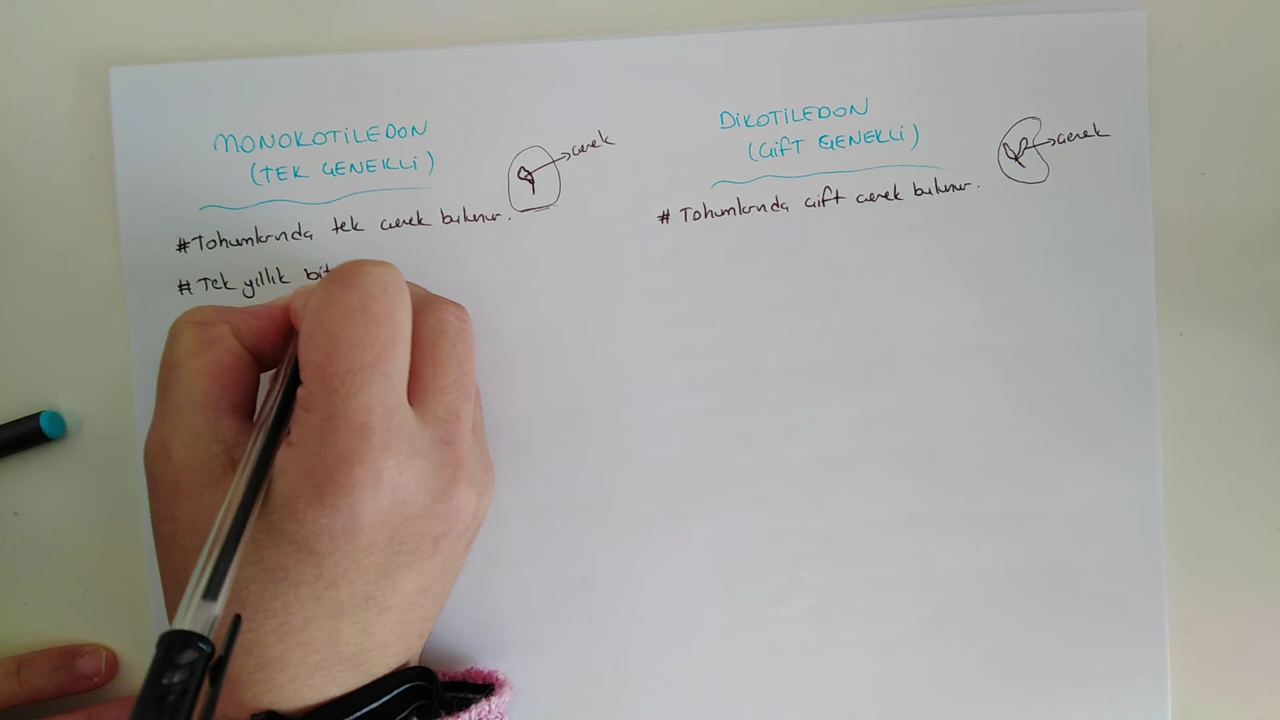 MONOKOTİLEDON
(TEK ÇENEKLİ)
çenek
#Tohumlarında tek çenek bulunur.
#Tek yıllık bit
DİKOTİLEDON
(ÇİFT ÇENEKLİ)
çenek
# Tohumlarında çift çenek bulunur.